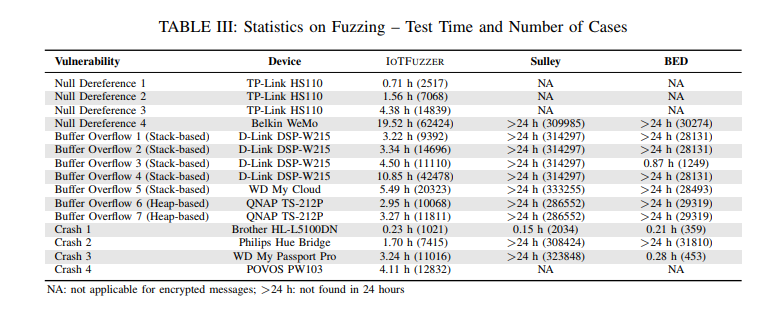 TABLE III: Statistics on Fuzzing – Test Time and Number of Cases
Vulnerability Device IOTFUZZER Sulley BED
Null Dereference 1 TP-Link HS110 0.71 h (2517) NA NA
Null Dereference 2 TP-Link HS110 1.56 h (7068) NA NA
Null Dereference 3 TP-Link HS110 4.38 h (14839) NA NA
Null Dereference 4 Belkin WeMo 19.52 h (62424) >24 h (309985) >24 h (30274)
Buffer Overflow 1 (Stack-based) D-Link DSP-W215 3.22 h (9392) >24 h (314297) >24 h (28131)
Buffer Overflow 2 (Stack-based) D-Link DSP-W215 3.34 h (14696) >24 h (314297) >24 h (28131)
Buffer Overflow 3 (Stack-based) D-Link DSP-W215 4.50 h (11110) >24 h (314297) 0.87 h (1249)
Buffer Overflow 4 (Stack-based) D-Link DSP-W215 10.85 h (42478) >24 h (314297) >24 h (28131)
Buffer Overflow 5 (Stack-based) WD My Cloud 5.49 h (20323) >24 h (333255) >24 h (28493)
Buffer Overflow 6 (Heap-based) QNAP TS-212P 2.95 h (10068) >24 h (286552) >24 h (29319)
Buffer Overflow 7 (Heap-based) QNAP TS-212P 3.27 h (11811) >24 h (286552) >24 h (29319)
Crash 1 Brother HL-L5100DN 0.23 h (1021) 0.15 h (2034) 0.21 h (359)
Crash 2 Philips Hue Bridge 1.70 h (7415) >24 h (308424) >24 h (31810)
Crash 3 WD My Passport Pro 3.24 h (11016) >24 h (323848) 0.28 h (453)
Crash 4 POVOS PW103 4.11 h (12832) NA NA
NA: not applicable for encrypted messages; >24 h: not found in 24 hours